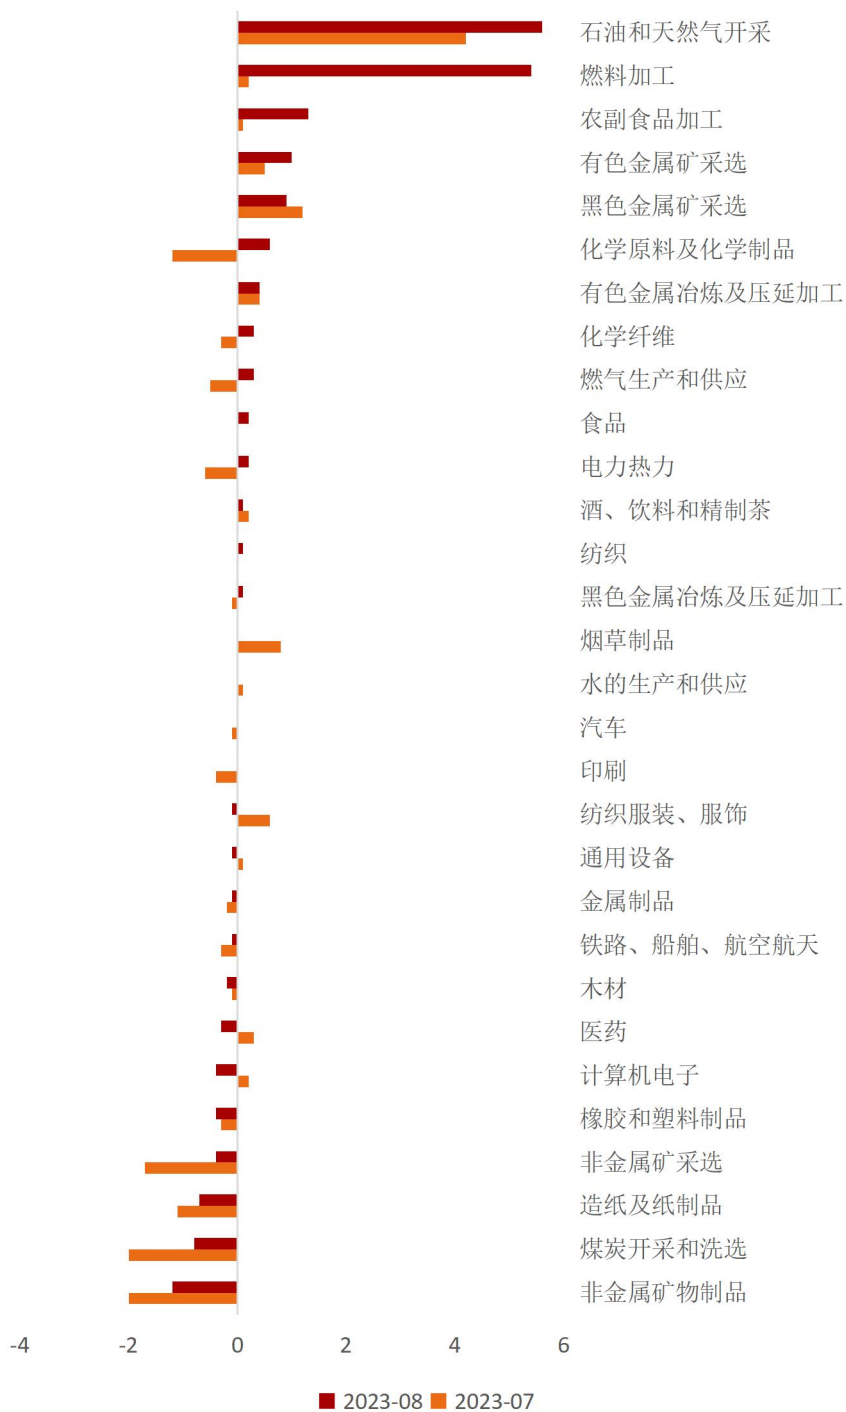 石油和天然气开采
燃料加工
农副食品加工
有色金属矿采选
黑色金属矿采选
化学原料及化学制品
有色金属冶炼及压延加工
化学纤维
燃气生产和供应
食品
电力热力
酒、饮料和精制茶
纺织
黑色金属冶炼及压延加工
烟草制品
水的生产和供应
汽车
印刷
纺织服装、服饰
通用设备
金属制品
铁路、船舶、航空航天
木材
医药
计算机电子
橡胶和塑料制品
非金属矿采选
造纸及纸制品
煤炭开采和洗选
非金属矿物制品
-4 -2 0 2 4 6
2023-08 2023-07